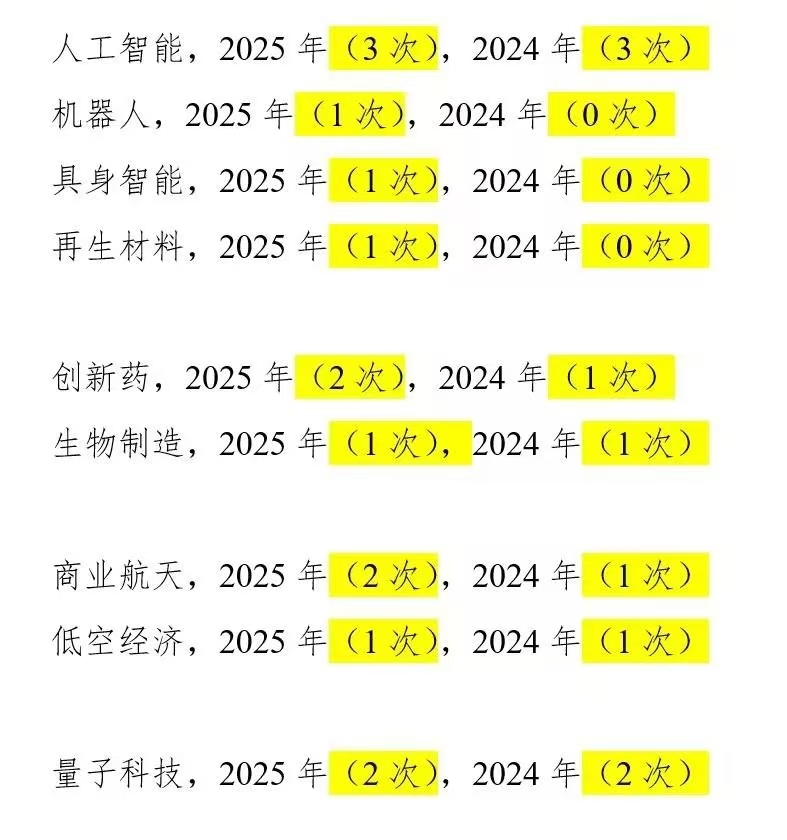 人工智能，2025 年（3 次），2024 年（3 次）
机器人，2025 年（1 次），2024 年（0 次）
具身智能，2025 年（1 次），2024 年（0 次）
再生材料，2025 年（1 次），2024 年（0 次）
创新药，2025 年（2 次），2024 年（1 次）
生物制造，2025 年（1 次），2024 年（1 次）
商业航天，2025 年（2 次），2024 年（1 次）
低空经济，2025 年（1 次），2024 年（1 次）
量子科技，2025 年（2 次），2024 年（2 次）